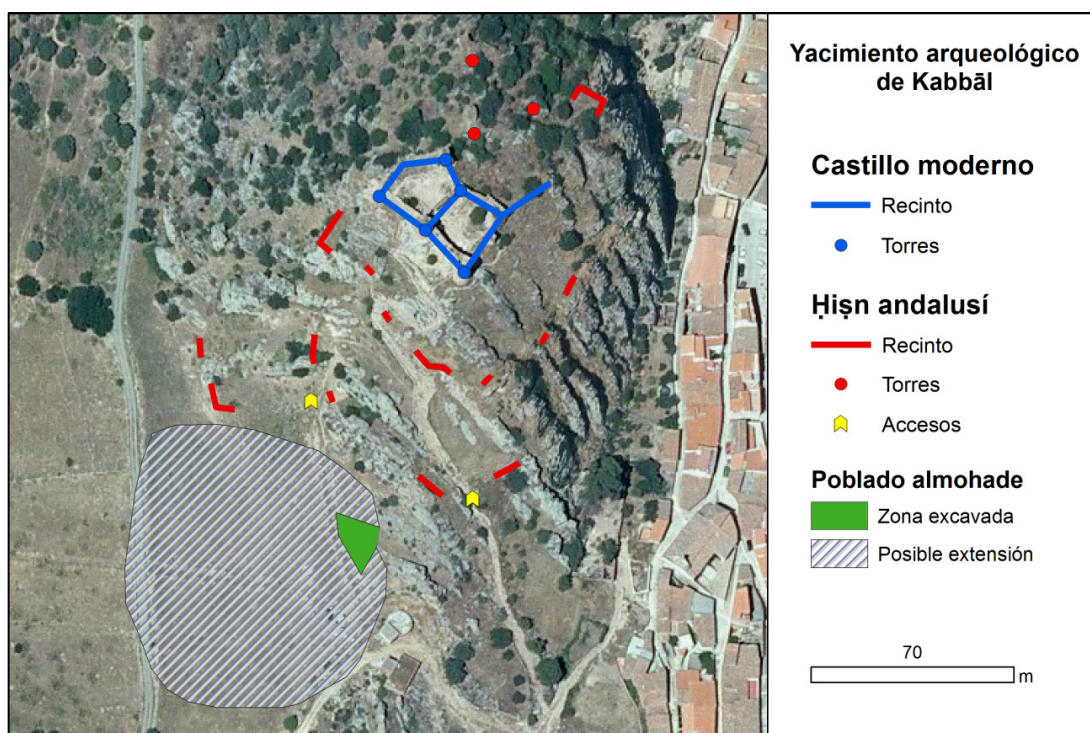 Yacimiento arqueológico
de Kabbāl
Castillo moderno
Recinto
Torres
Ḥiṣn andalusí
Recinto
Torres
Accesos
Poblado almohade
Zona excavada
Posible extensión
70
m